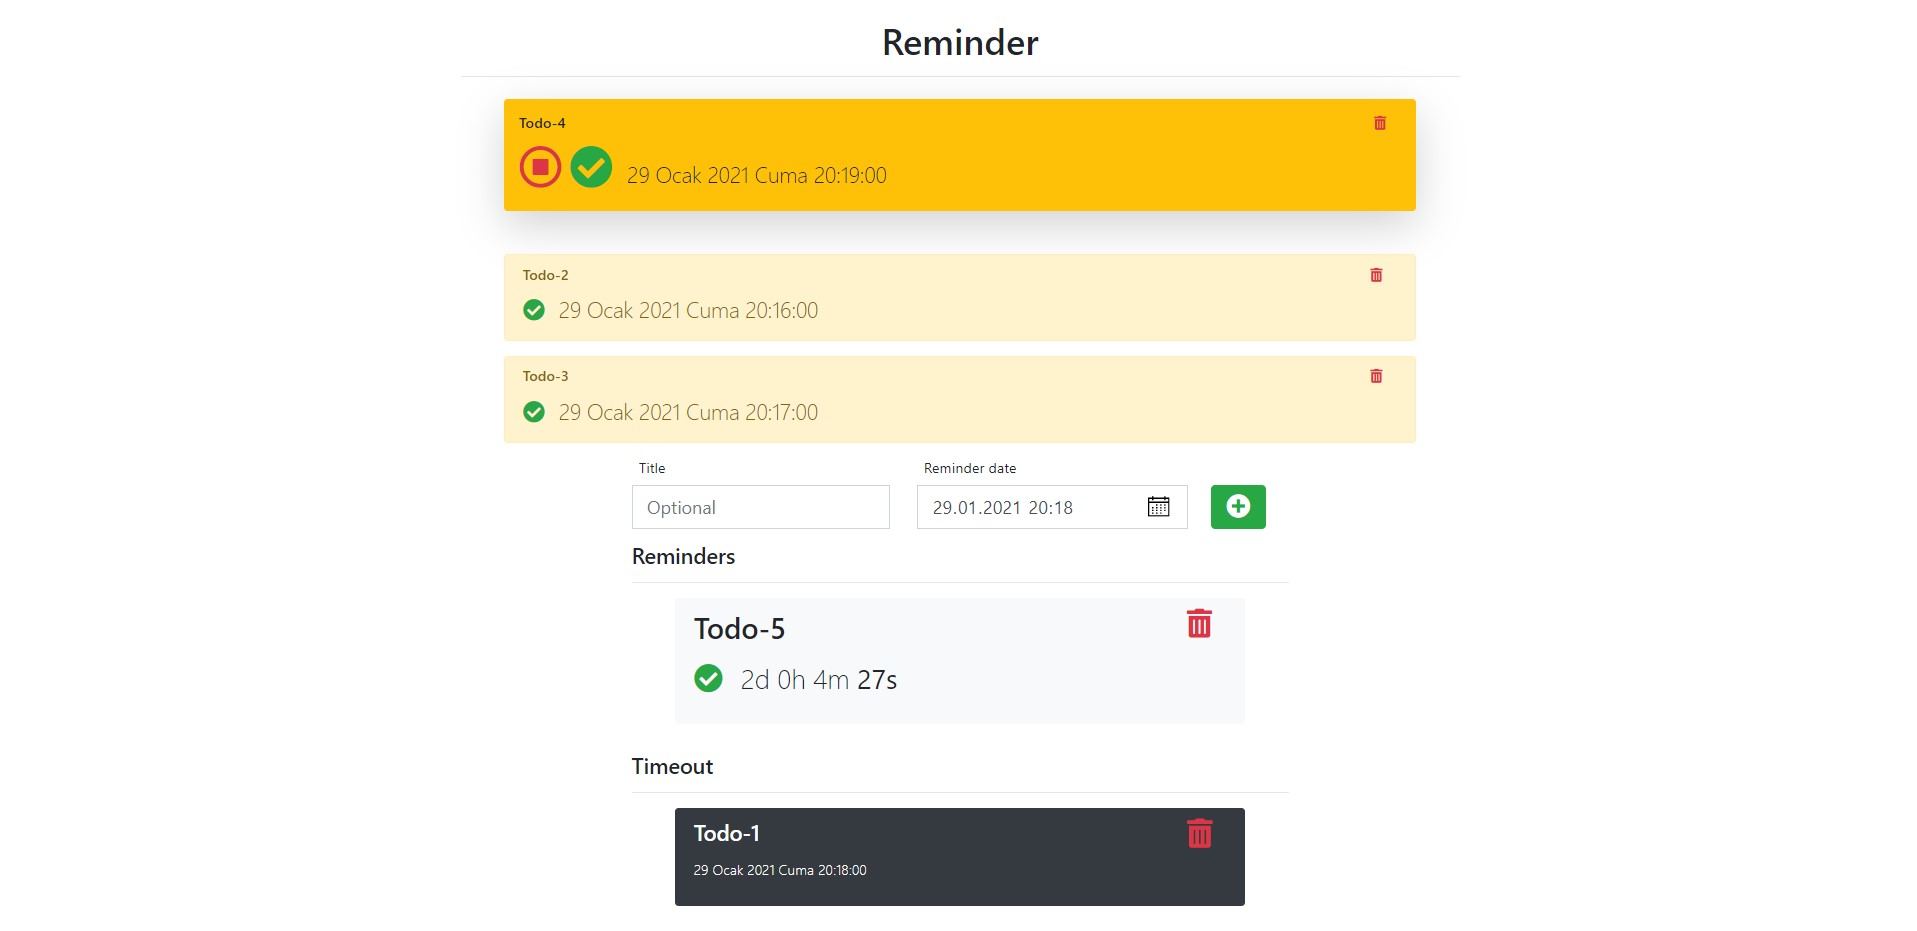 Reminder
Todo-4
29 Ocak 2021 Cuma 20:19:00
Todo-2
29 Ocak 2021 Cuma 20:16:00
Todo-3
29 Ocak 2021 Cuma 20:17:00
Title Reminder date
Optional 29.01.2021 20:18
Reminders
Todo-5
2d 0h 4m 27s
Timeout
Todo-1
29 Ocak 2021 Cuma 20:18:00